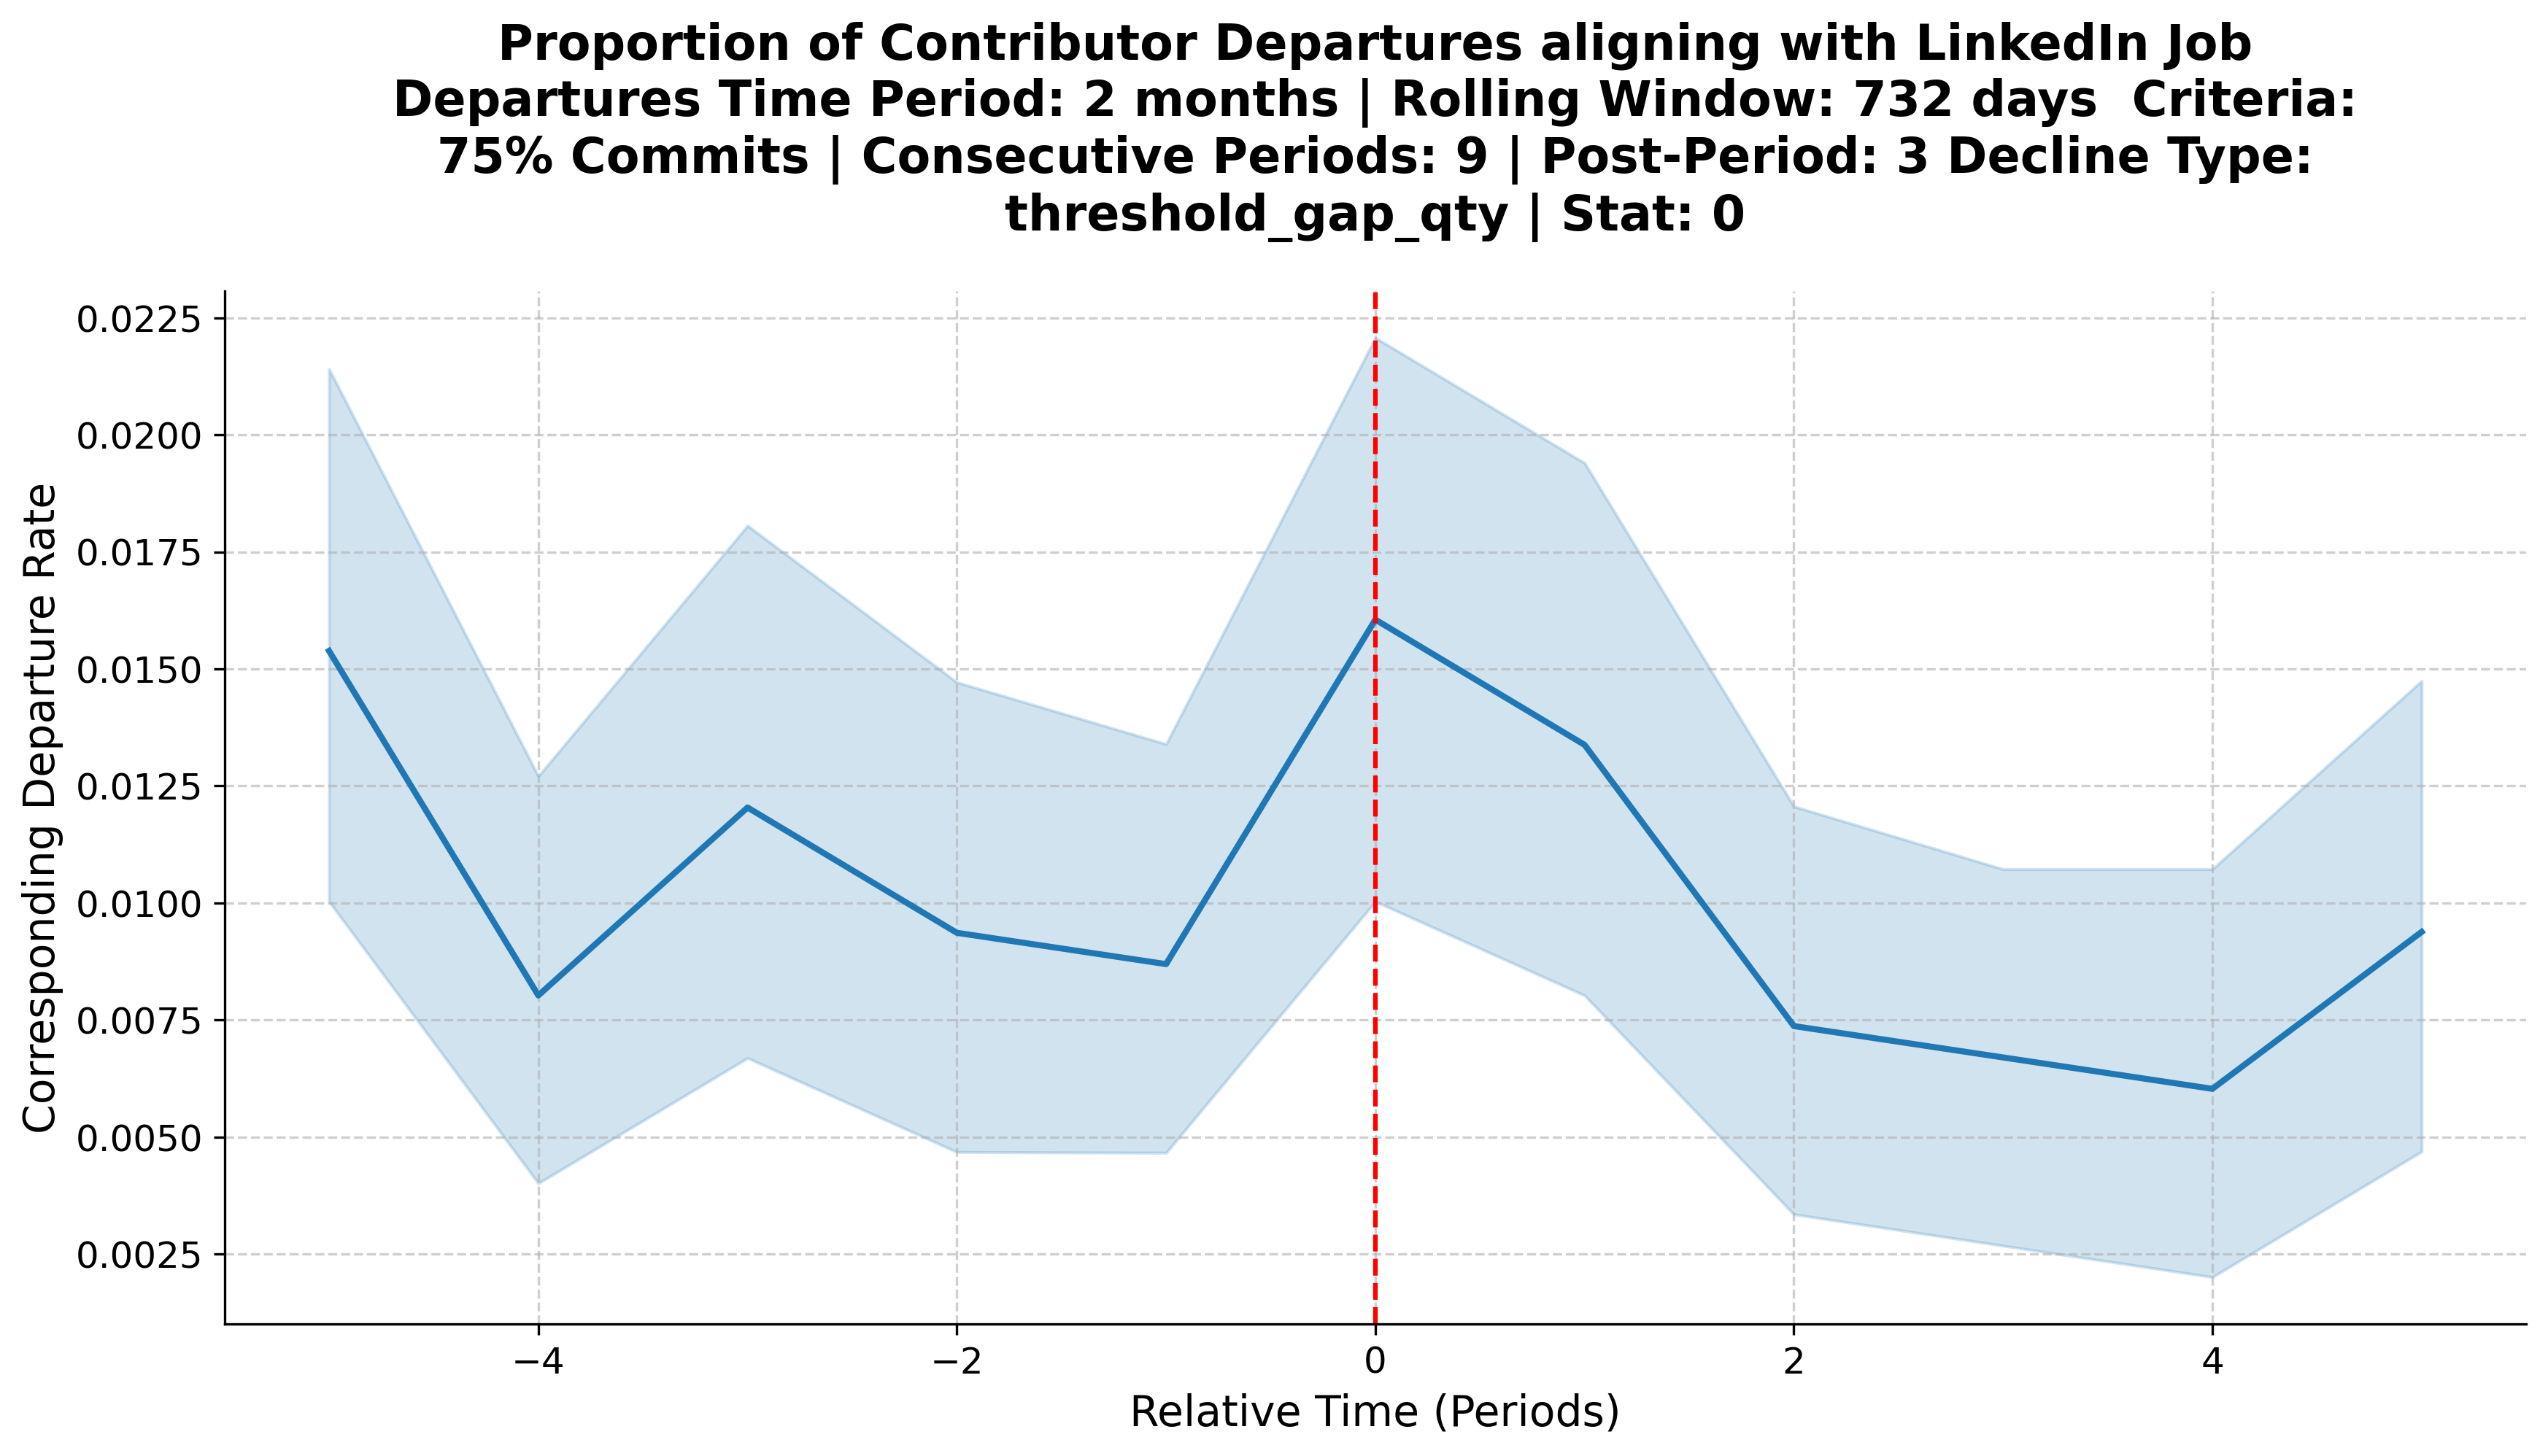 Proportion of Contributor Departures aligning with LinkedIn Job
Departures Time Period: 2 months | Rolling Window: 732 days  Criteria:
75% Commits | Consecutive Periods: 9 | Post-Period: 3 Decline Type:
threshold_gap_qty | Stat: 0
Corresponding Departure Rate
0.0225
0.0200
0.0175
0.0150
0.0125
0.0100
0.0075
0.0050
0.0025
−4
−2
0
2
4
Relative Time (Periods)